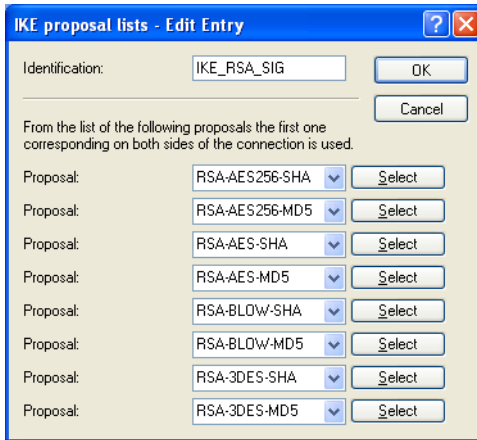 IKE proposal lists - Edit Entry
Identification: IKE_RSA_SIG OK
Cancel
From the list of the following proposals the first one
corresponding on both sides of the connection is used.
Proposal: RSA-AES256-SHA Select
Proposal: RSA-AES256-MD5 Select
Proposal: RSA-AES-SHA Select
Proposal: RSA-AES-MD5 Select
Proposal: RSA-BLOW-SHA Select
Proposal: RSA-BLOW-MD5 Select
Proposal: RSA-3DES-SHA Select
Proposal: RSA-3DES-MD5 Select